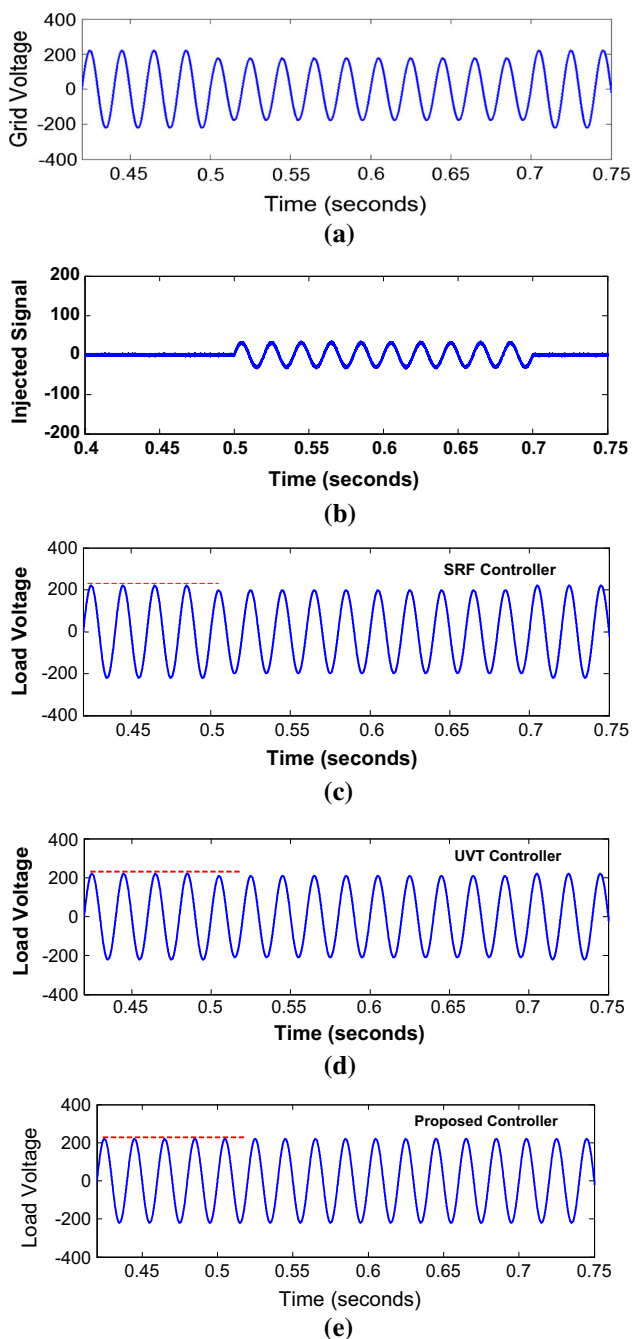 400
200
0
-200
-400
Grid Voltage
0.45 0.5 0.55 0.6 0.65 0.7 0.75
Time (seconds)
(a)
200
100
0
-100
-200
Injected Signal
0.4 0.45 0.5 0.55 0.6 0.65 0.7 0.75
Time (seconds)
(b)
400
200
0
-200
-400
Load Voltage
SRF Controller
0.45 0.5 0.55 0.6 0.65 0.7 0.75
Time (seconds)
(c)
400
200
0
-200
-400
Load Voltage
UVT Controller
0.45 0.5 0.55 0.6 0.65 0.7 0.75
Time (seconds)
(d)
400
200
0
-200
-400
Load Voltage
Proposed Controller
0.45 0.5 0.55 0.6 0.65 0.7 0.75
Time (seconds)
(e)